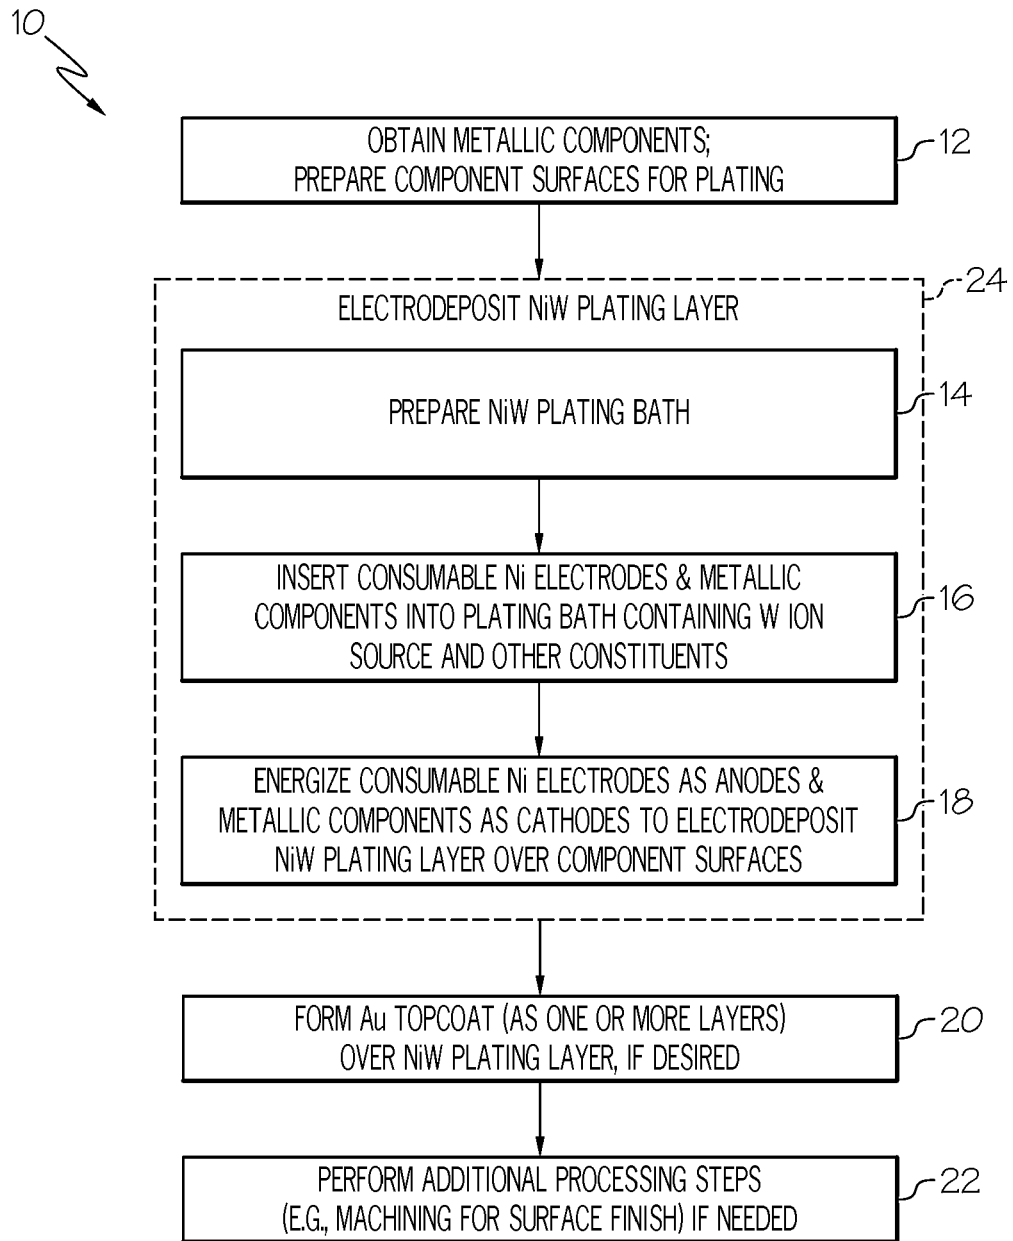 10
OBTAIN METALLIC COMPONENTS;
PREPARE COMPONENT SURFACES FOR PLATING
12
24
ELECTRODEPOSIT NiW PLATING LAYER
PREPARE NiW PLATING BATH
14
INSERT CONSUMABLE Ni ELECTRODES & METALLIC
COMPONENTS INTO PLATING BATH CONTAINING W ION
SOURCE AND OTHER CONSTITUENTS
16
ENERGIZE CONSUMABLE Ni ELECTRODES AS ANODES &
METALLIC COMPONENTS AS CATHODES TO ELECTRODEPOSIT
NiW PLATING LAYER OVER COMPONENT SURFACES
18
FORM Au TOPCOAT (AS ONE OR MORE LAYERS)
OVER NiW PLATING LAYER, IF DESIRED
20
PERFORM ADDITIONAL PROCESSING STEPS
(E.G., MACHINING FOR SURFACE FINISH) IF NEEDED
22